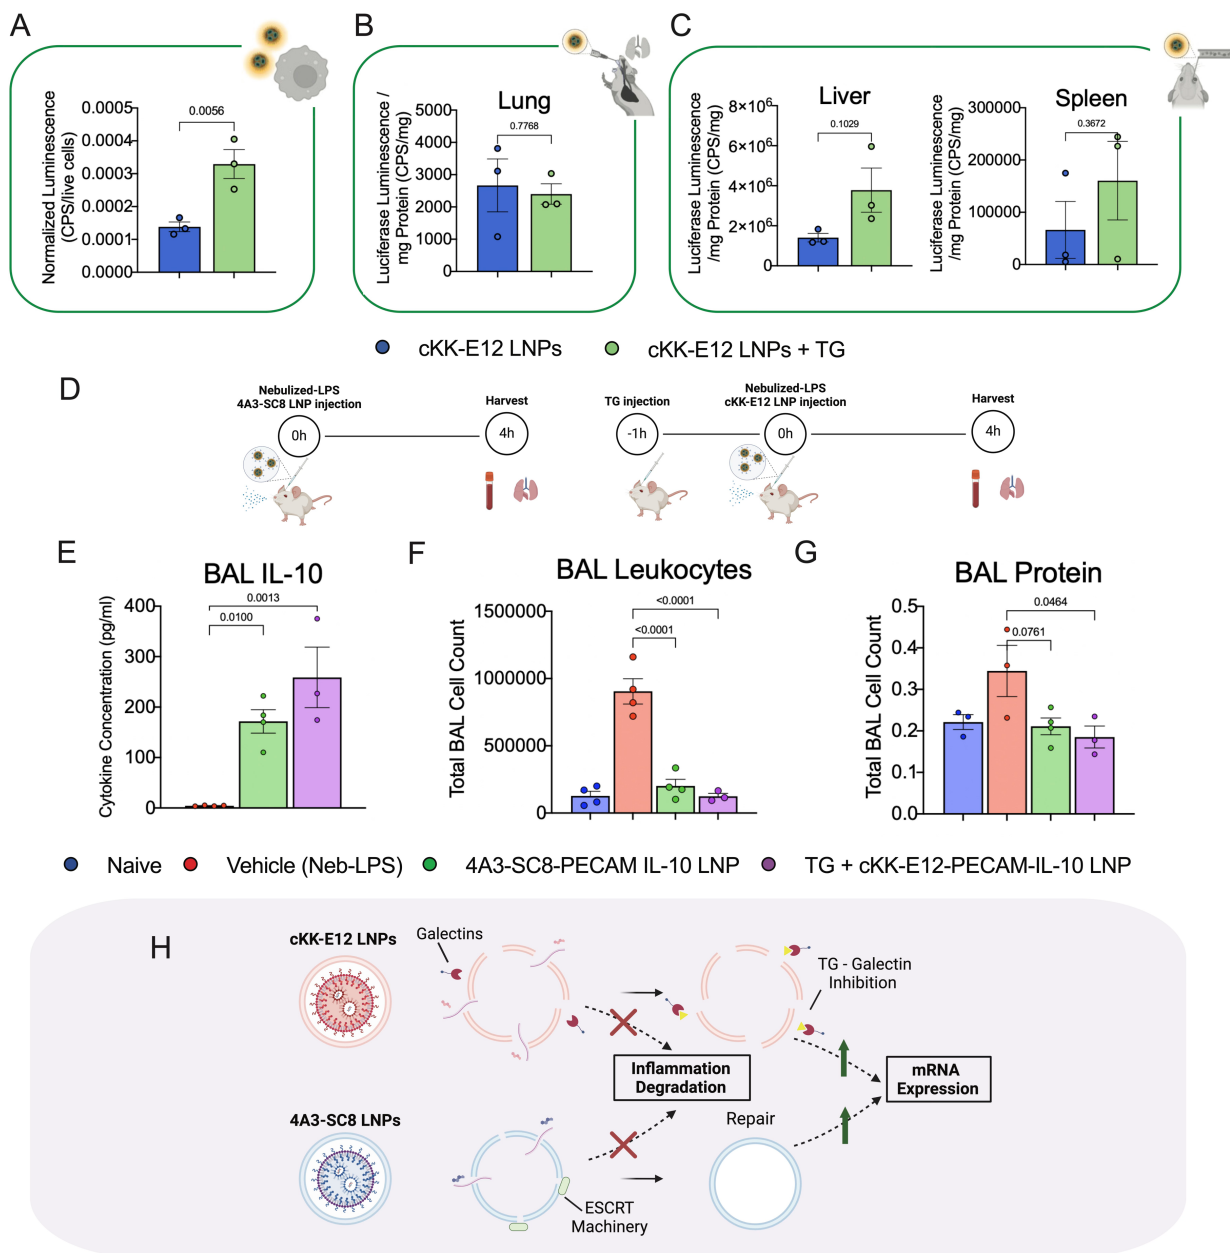 A
B
C
Normalized Luminescence
(CPS/live cells)
0.0005
0.0004
0.0003
0.0002
0.0001
0.0000
0.0056
Luciferase Luminescence /
mg Protein (CPS/mg)
Lung
5000
4000
3000
2000
1000
0
0.7768
Luciferase Luminescence
/mg Protein (CPS/mg)
Liver
8×10⁶
6×10⁶
4×10⁶
2×10⁶
0
0.1029
Luciferase Luminescence
/mg Protein (CPS/mg)
Spleen
300000
200000
100000
0
0.3672
cKK-E12 LNPs
cKK-E12 LNPs + TG
D
Nebulized-LPS
4A3-SC8 LNP injection
Harvest
0h
4h
TG injection
Nebulized-LPS
cKK-E12 LNP injection
Harvest
-1h
0h
4h
E
BAL IL-10
Cytokine Concentration (pg/ml)
400
300
200
100
0
0.0013
0.0100
F
BAL Leukocytes
Total BAL Cell Count
1500000
1000000
500000
0
<0.0001
<0.0001
G
BAL Protein
Total BAL Cell Count
0.5
0.4
0.3
0.2
0.1
0.0
0.0464
0.0761
Naive
Vehicle (Neb-LPS)
4A3-SC8-PECAM IL-10 LNP
TG + cKK-E12-PECAM-IL-10 LNP
H
cKK-E12 LNPs
Galectins
TG - Galectin
Inhibition
Inflammation
Degradation
mRNA
Expression
4A3-SC8 LNPs
Repair
ESCRT
Machinery